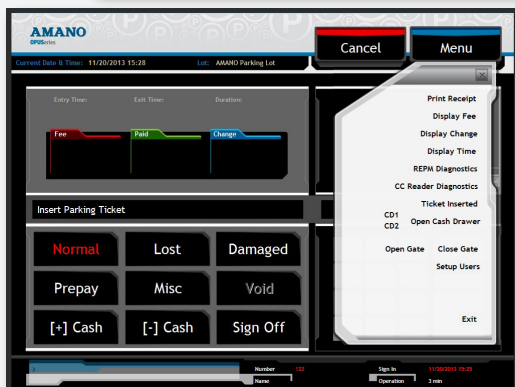 AMANO
OPUSeries
Cancel
Menu
Current Date & Time: 11/20/2013 15:28 Lot: AMANO Parking Lot
Entry Time: Exit Time: Duration:
Fee Paid Change
Insert Parking Ticket
Normal Lost Damaged
Prepay Misc Void
[+] Cash [-] Cash Sign Off
Print Receipt
Display Fee
Display Change
Display Time
REPM Diagnostics
CC Reader Diagnostics
Ticket Inserted
CD1
CD2 Open Cash Drawer
Open Gate Close Gate
Setup Users
Exit
Number 122 Sign In 11/20/2013 15:25
Name Operation 3 min